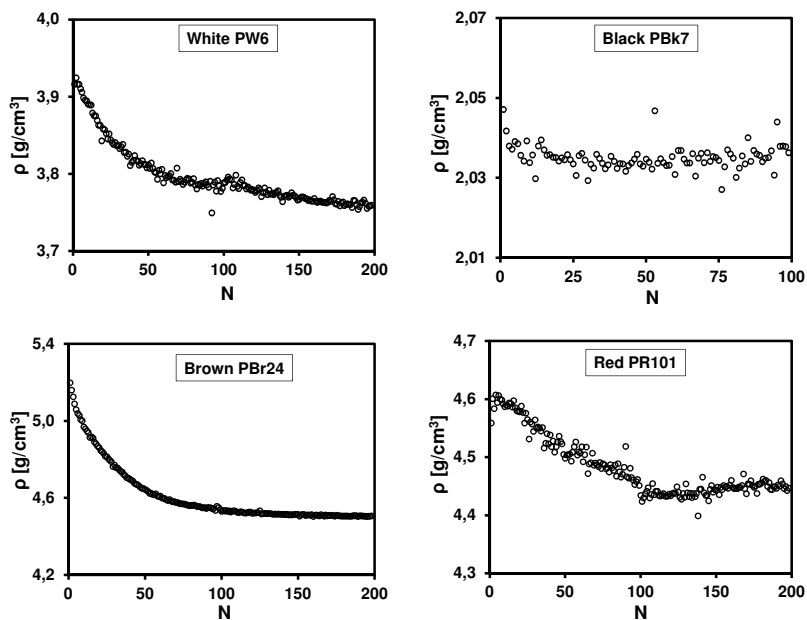 White PW6
4,0
3,9
3,8
3,7
ρ [g/cm³]
0 50 100 150 200
N
Black PBk7
2,07
2,05
2,03
2,01
ρ [g/cm³]
0 25 50 75 100
N
Brown PBr24
5,4
5,0
4,6
4,2
ρ [g/cm³]
0 50 100 150 200
N
Red PR101
4,7
4,6
4,5
4,4
4,3
ρ [g/cm³]
0 50 100 150 200
N